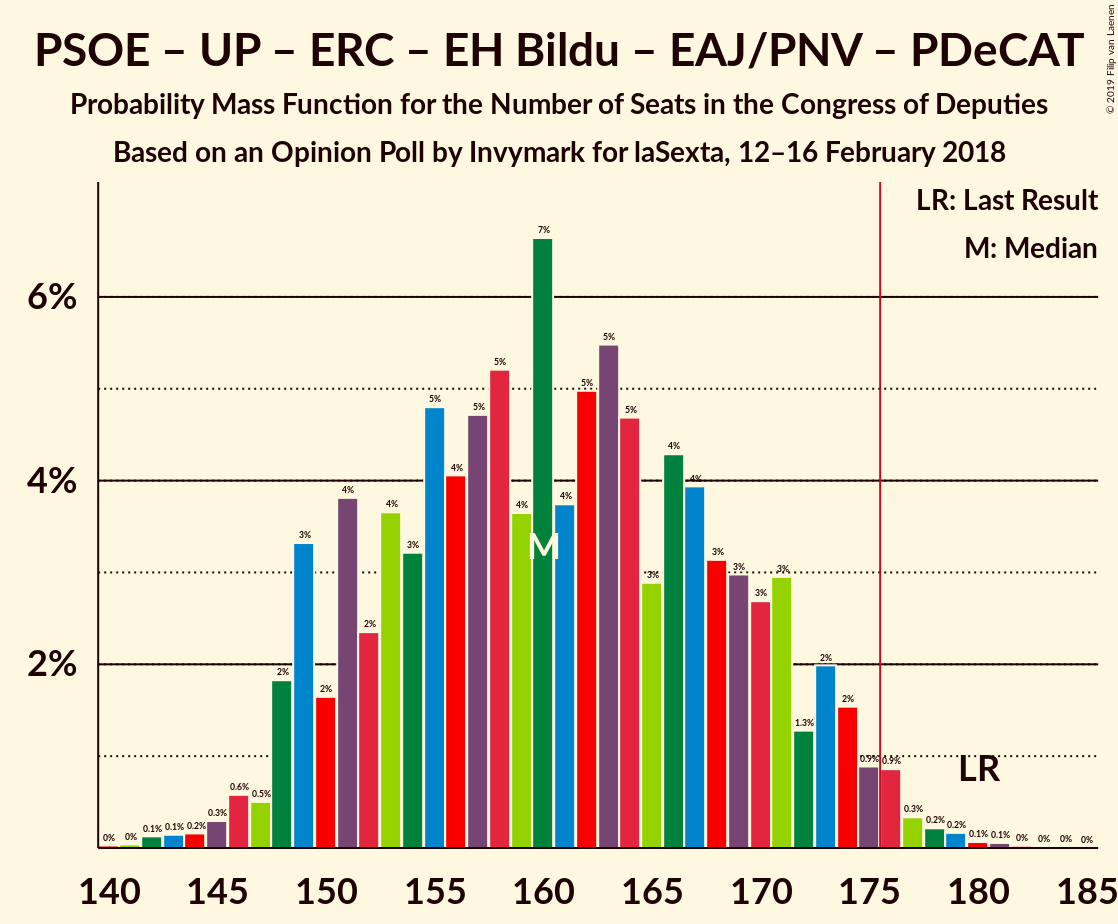 PSOE – UP – ERC – EH Bildu – EAJ/PNV – PDeCAT
Probability Mass Function for the Number of Seats in the Congress of Deputies
Based on an Opinion Poll by Invymark for laSexta, 12–16 February 2018
© 2019 Filip van Laenen
LR: Last Result
M: Median
6%
4%
2%
0% 0% 0.1% 0.1% 0.2% 0.3% 0.6% 0.5% 2% 3% 2% 4% 2% 4% 3% 5% 4% 5% 5% 4% 7% 4% 5% 5% 5% 3% 4% 4% 3% 3% 3% 3% 1.3% 2% 2% 0.9% 0.9% 0.3% 0.2% 0.2% 0.1% 0.1% 0% 0% 0% 0%
M
LR
140 145 150 155 160 165 170 175 180 185